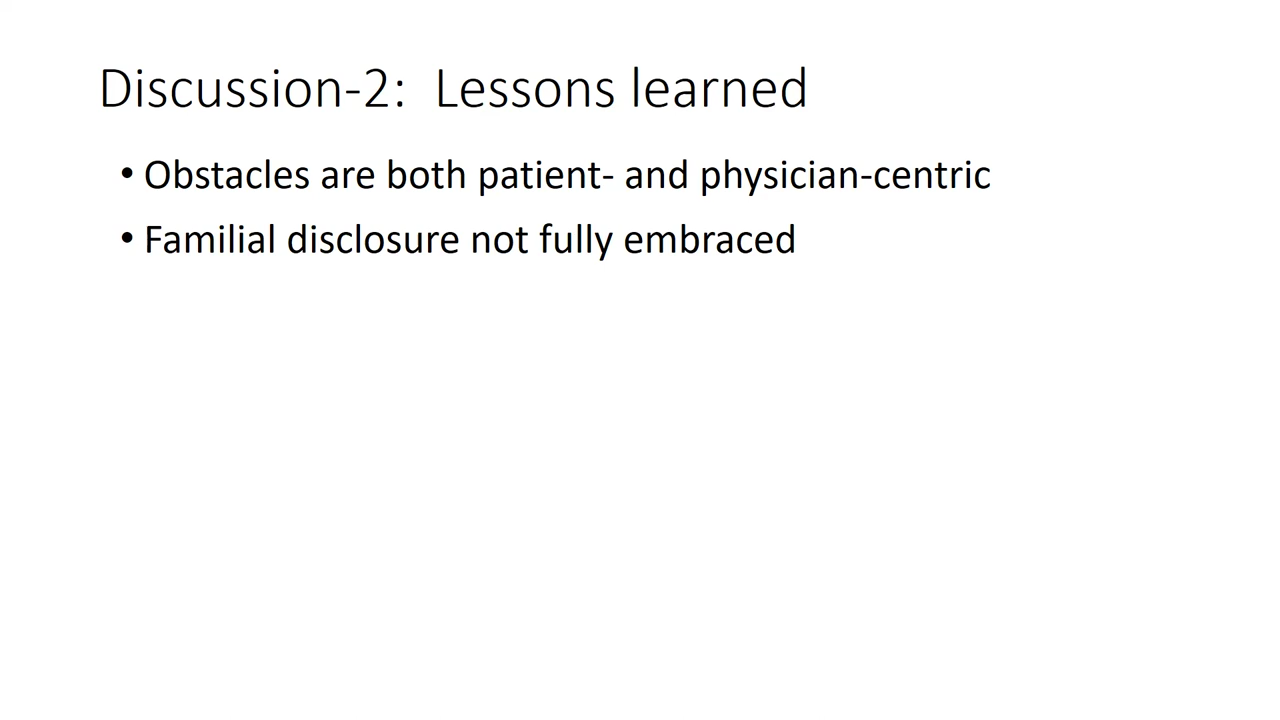 Discussion-2:  Lessons learned
• Obstacles are both patient- and physician-centric
• Familial disclosure not fully embraced